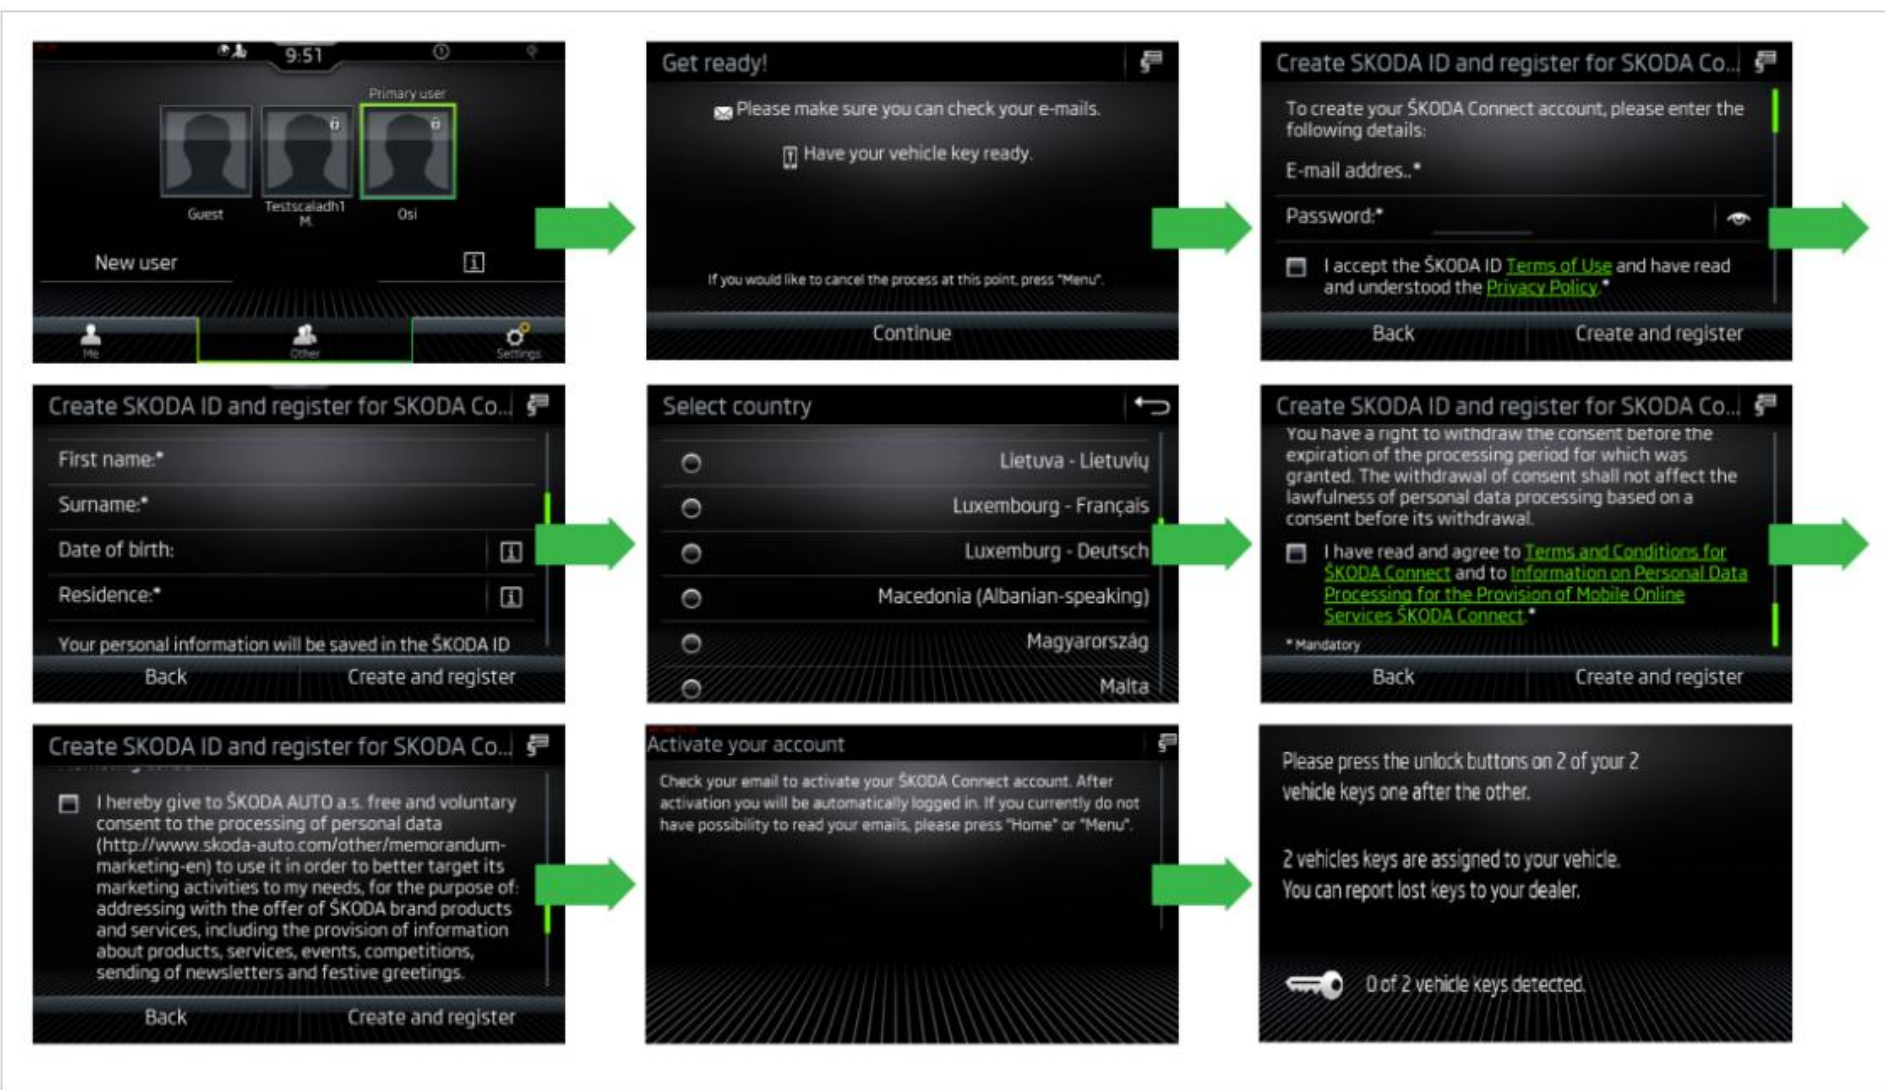 9:51
Primary user
Guest
Testscaladh1
M.
Osi
New user
Me
Other
Settings
Get ready!
Please make sure you can check your e-mails.
Have your vehicle key ready.
If you would like to cancel the process at this point, press "Menu".
Continue
Create SKODA ID and register for SKODA Co...
To create your ŠKODA Connect account, please enter the
following details:
E-mail addres..*
Password:*
I accept the ŠKODA ID Terms of Use and have read
and understood the Privacy Policy.*
Back
Create and register
Create SKODA ID and register for SKODA Co...
First name:*
Surname:*
Date of birth:
Residence:*
Your personal information will be saved in the ŠKODA ID
Back
Create and register
Select country
Lietuva - Lietuvių
Luxembourg - Français
Luxemburg - Deutsch
Macedonia (Albanian-speaking)
Magyarország
Malta
Create SKODA ID and register for SKODA Co...
You have a right to withdraw the consent before the
expiration of the processing period for which was
granted. The withdrawal of consent shall not affect the
lawfulness of personal data processing based on a
consent before its withdrawal.
I have read and agree to Terms and Conditions for
ŠKODA Connect and to Information on Personal Data
Processing for the Provision of Mobile Online
Services ŠKODA Connect.*
* Mandatory
Back
Create and register
Create SKODA ID and register for SKODA Co...
I hereby give to ŠKODA AUTO a.s. free and voluntary
consent to the processing of personal data
(http://www.skoda-auto.com/other/memorandum-
marketing-en) to use it in order to better target its
marketing activities to my needs, for the purpose of:
addressing with the offer of ŠKODA brand products
and services, including the provision of information
about products, services, events, competitions,
sending of newsletters and festive greetings.
Back
Create and register
Activate your account
Check your email to activate your ŠKODA Connect account. After
activation you will be automatically logged in. If you currently do not
have possibility to read your emails, please press "Home" or "Menu".
Please press the unlock buttons on 2 of your 2
vehicle keys one after the other.
2 vehicles keys are assigned to your vehicle.
You can report lost keys to your dealer.
0 of 2 vehicle keys detected.